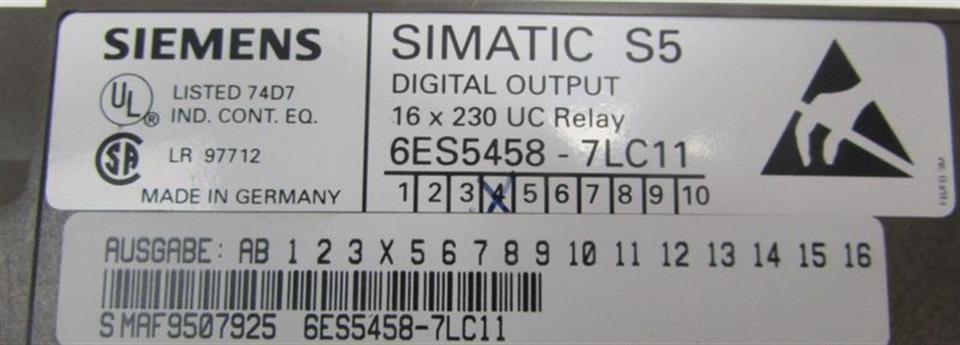 SIEMENS
UL® LISTED 74D7
IND. CONT. EQ.
SA LR 97712
MADE IN GERMANY
SIMATIC S5
DIGITAL OUTPUT
16 x 230 UC Relay
6ES5458 - 7LC11
1 2 3 4 5 6 7 8 9 10
AUSGABE: AB 1 2 3 X 5 6 7 8 9 10 11 12 13 14 15 16
S MAF9507925 6ES5458-7LC11